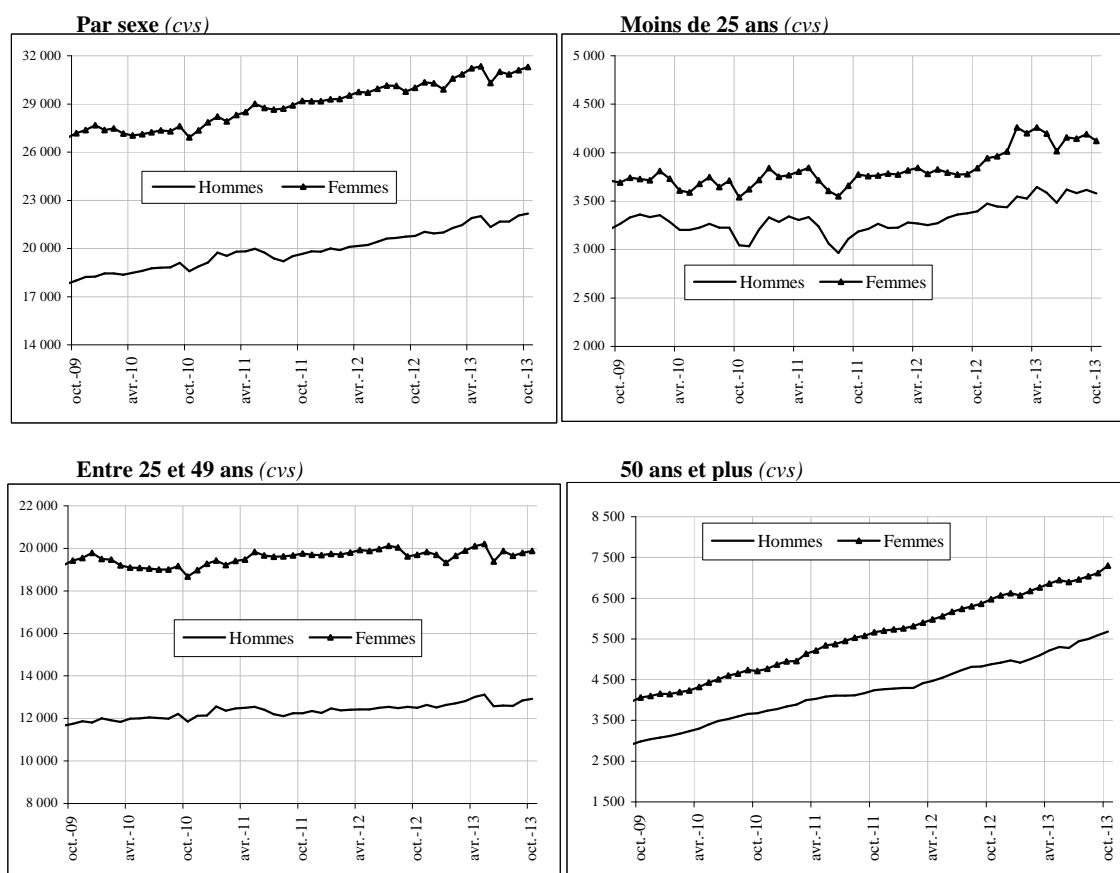 Par sexe (cvs)
32 000
29 000
26 000
23 000
20 000
17 000
14 000
Hommes
Femmes
oct.-09
avr.-10
oct.-10
avr.-11
oct.-11
avr.-12
oct.-12
avr.-13
oct.-13
Moins de 25 ans (cvs)
5 000
4 500
4 000
3 500
3 000
2 500
2 000
Hommes
Femmes
oct.-09
avr.-10
oct.-10
avr.-11
oct.-11
avr.-12
oct.-12
avr.-13
oct.-13
Entre 25 et 49 ans (cvs)
22 000
20 000
18 000
16 000
14 000
12 000
10 000
8 000
Hommes
Femmes
oct.-09
avr.-10
oct.-10
avr.-11
oct.-11
avr.-12
oct.-12
avr.-13
oct.-13
50 ans et plus (cvs)
8 500
7 500
6 500
5 500
4 500
3 500
2 500
1 500
Hommes
Femmes
oct.-09
avr.-10
oct.-10
avr.-11
oct.-11
avr.-12
oct.-12
avr.-13
oct.-13